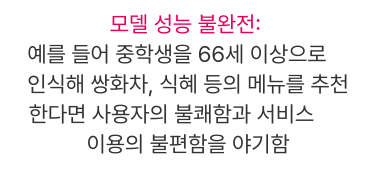 모델 성능 불완전:
예를 들어 중학생을 66세 이상으로
인식해 쌍화차, 식혜 등의 메뉴를 추천
한다면 사용자의 불쾌함과 서비스
이용의 불편함을 야기함